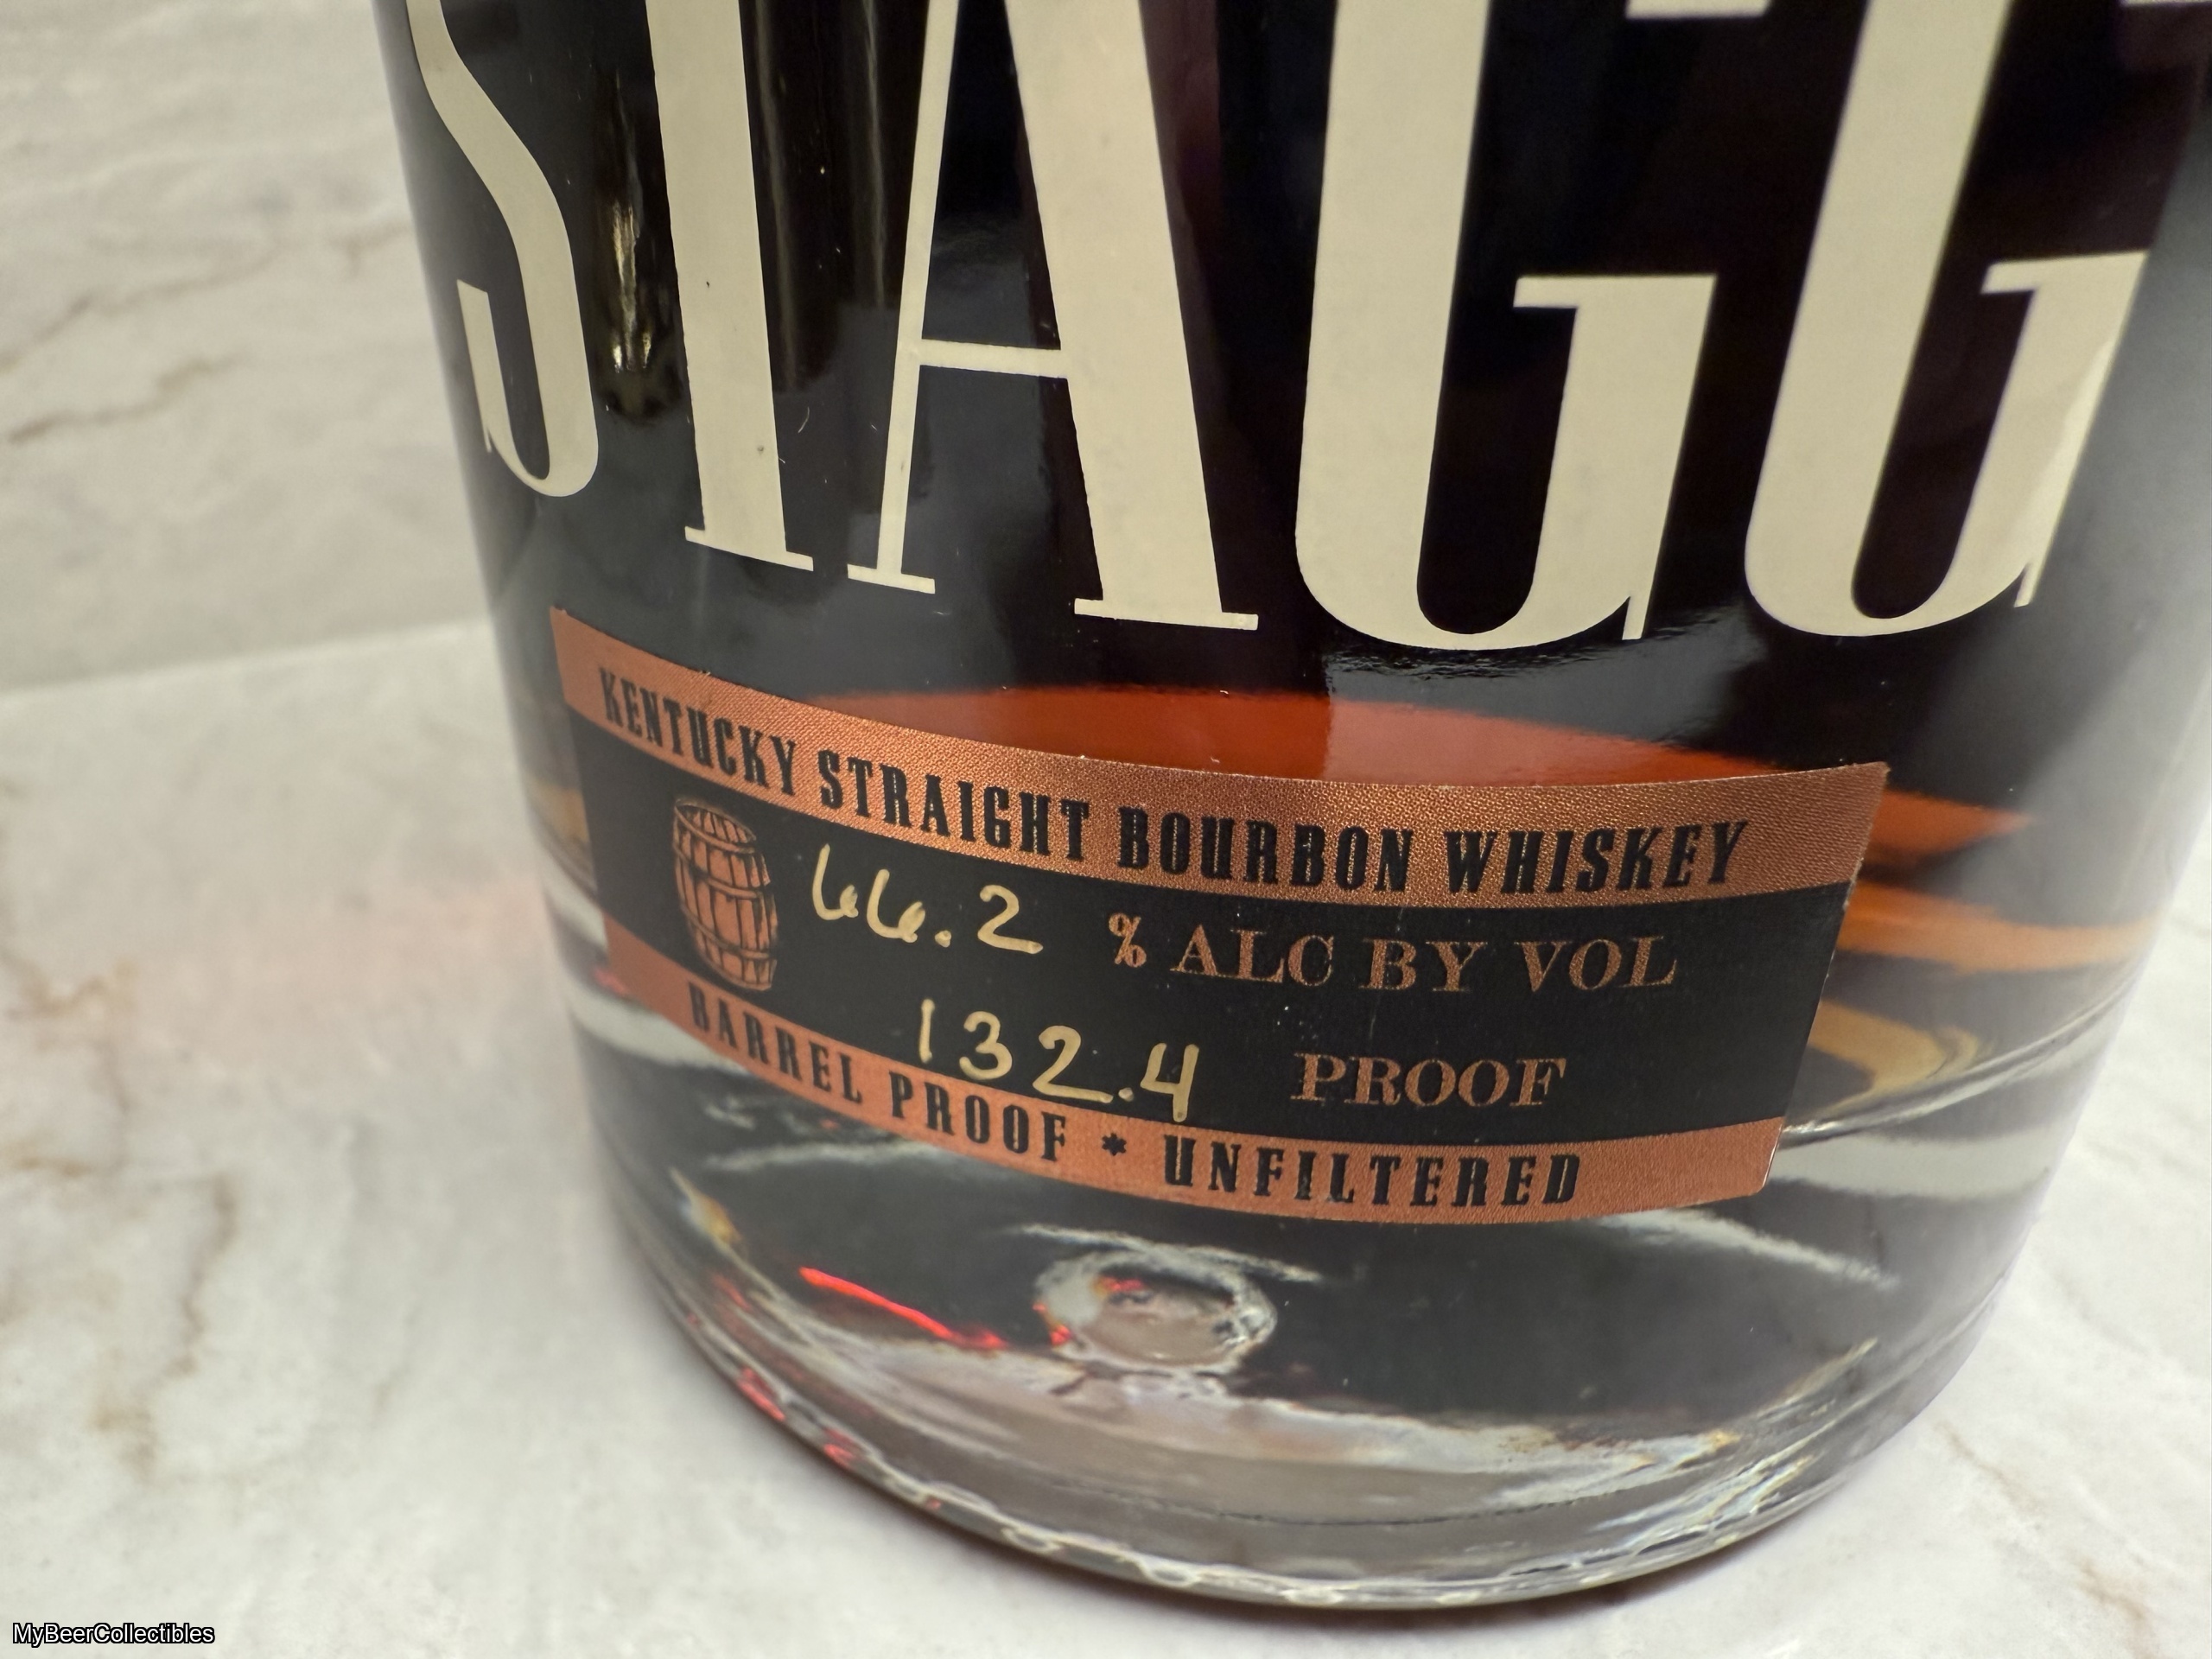 STAGG
KENTUCKY STRAIGHT BOURBON WHISKEY
66.2 % ALC BY VOL
132.4 PROOF
BARREL PROOF * UNFILTERED
MyBeerCollectibles